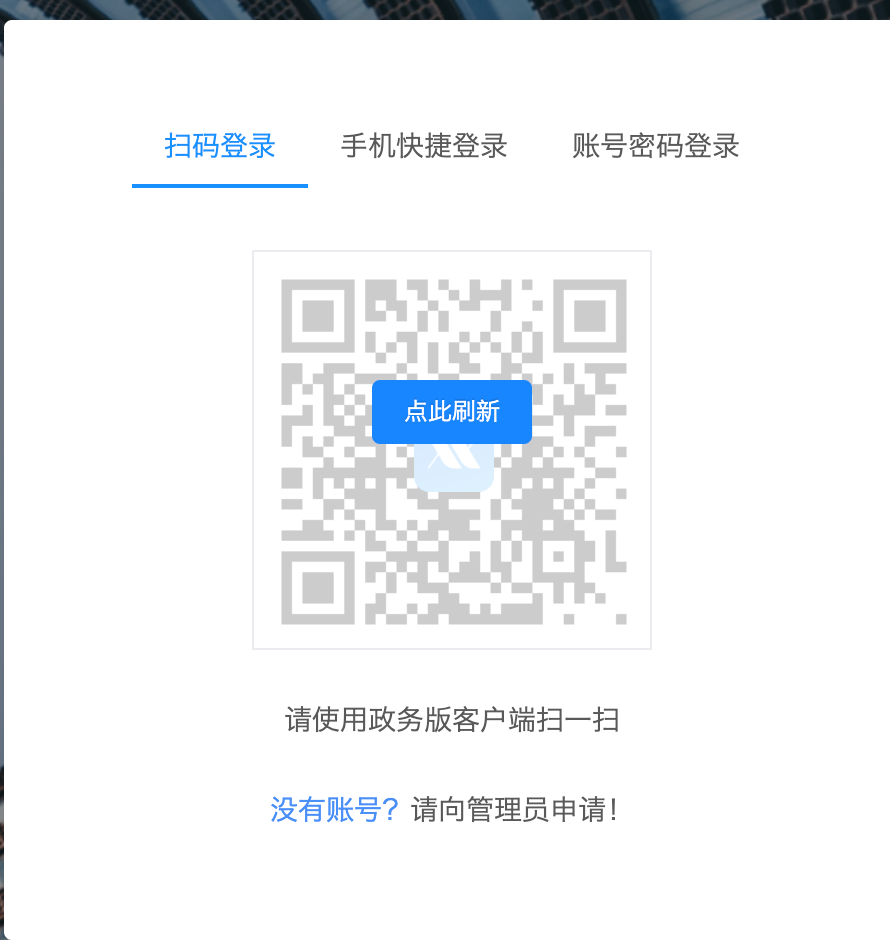 扫码登录 手机快捷登录 账号密码登录
点此刷新
请使用政务版客户端扫一扫
没有账号？请向管理员申请！